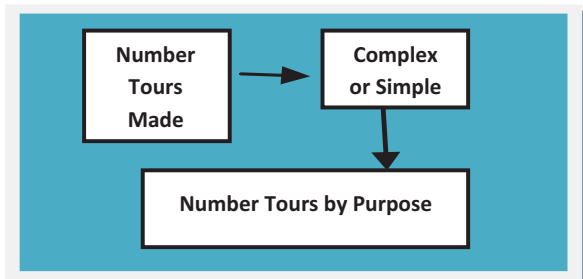 Number
Tours
Made
Complex
or Simple
Number Tours by Purpose